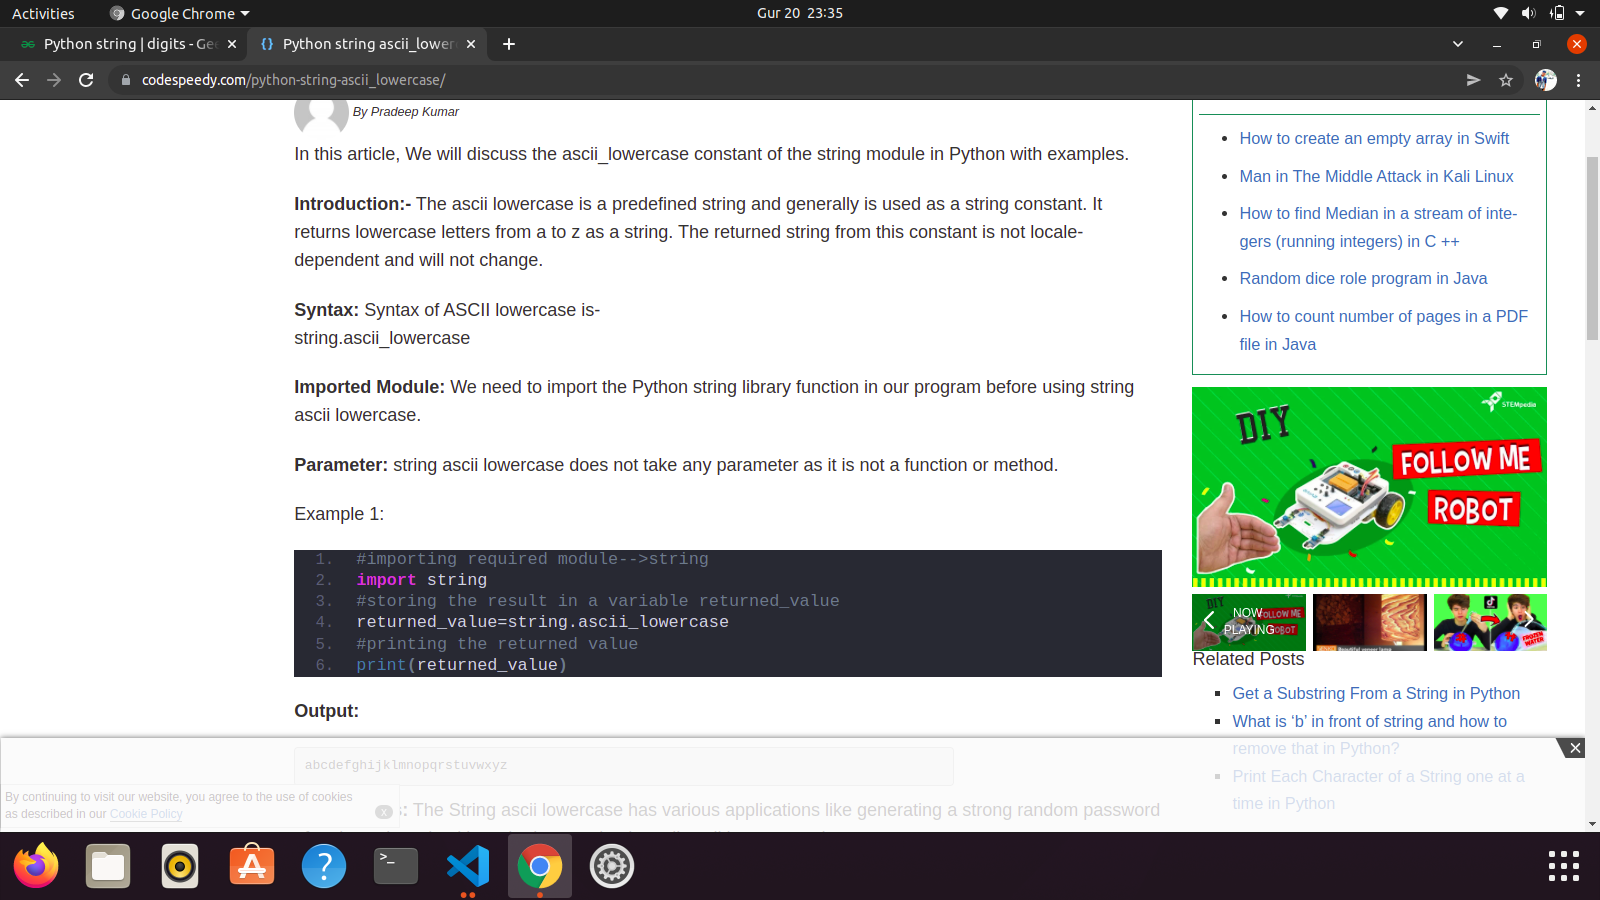 Activities
Google Chrome
Gur 20 23:35
Python string | digits - Gee
Python string ascii_lower
codespeedy.com/python-string-ascii_lowercase/
By Pradeep Kumar
In this article, We will discuss the ascii_lowercase constant of the string module in Python with examples.
Introduction:- The ascii lowercase is a predefined string and generally is used as a string constant. It
returns lowercase letters from a to z as a string. The returned string from this constant is not locale-
dependent and will not change.
Syntax: Syntax of ASCII lowercase is-
string.ascii_lowercase
Imported Module: We need to import the Python string library function in our program before using string
ascii lowercase.
Parameter: string ascii lowercase does not take any parameter as it is not a function or method.
Example 1:
1. #importing required module-->string
2. import string
3. #storing the result in a variable returned_value
4. returned_value=string.ascii_lowercase
5. #printing the returned value
6. print(returned_value)
Output:
abcdefghijklmnopqrstuvwxyz
s: The String ascii lowercase has various applications like generating a strong random password
By continuing to visit our website, you agree to the use of cookies
as described in our Cookie Policy
X
How to create an empty array in Swift
Man in The Middle Attack in Kali Linux
How to find Median in a stream of inte-
gers (running integers) in C ++
Random dice role program in Java
How to count number of pages in a PDF
file in Java
STEMpedia
DIY
FOLLOW ME
ROBOT
DIY
FOLLOW ME
ROBOT
NOW
PLAYING
FROZEN
WATER
Related Posts
Get a Substring From a String in Python
What is ‘b’ in front of string and how to
remove that in Python?
Print Each Character of a String one at a
time in Python